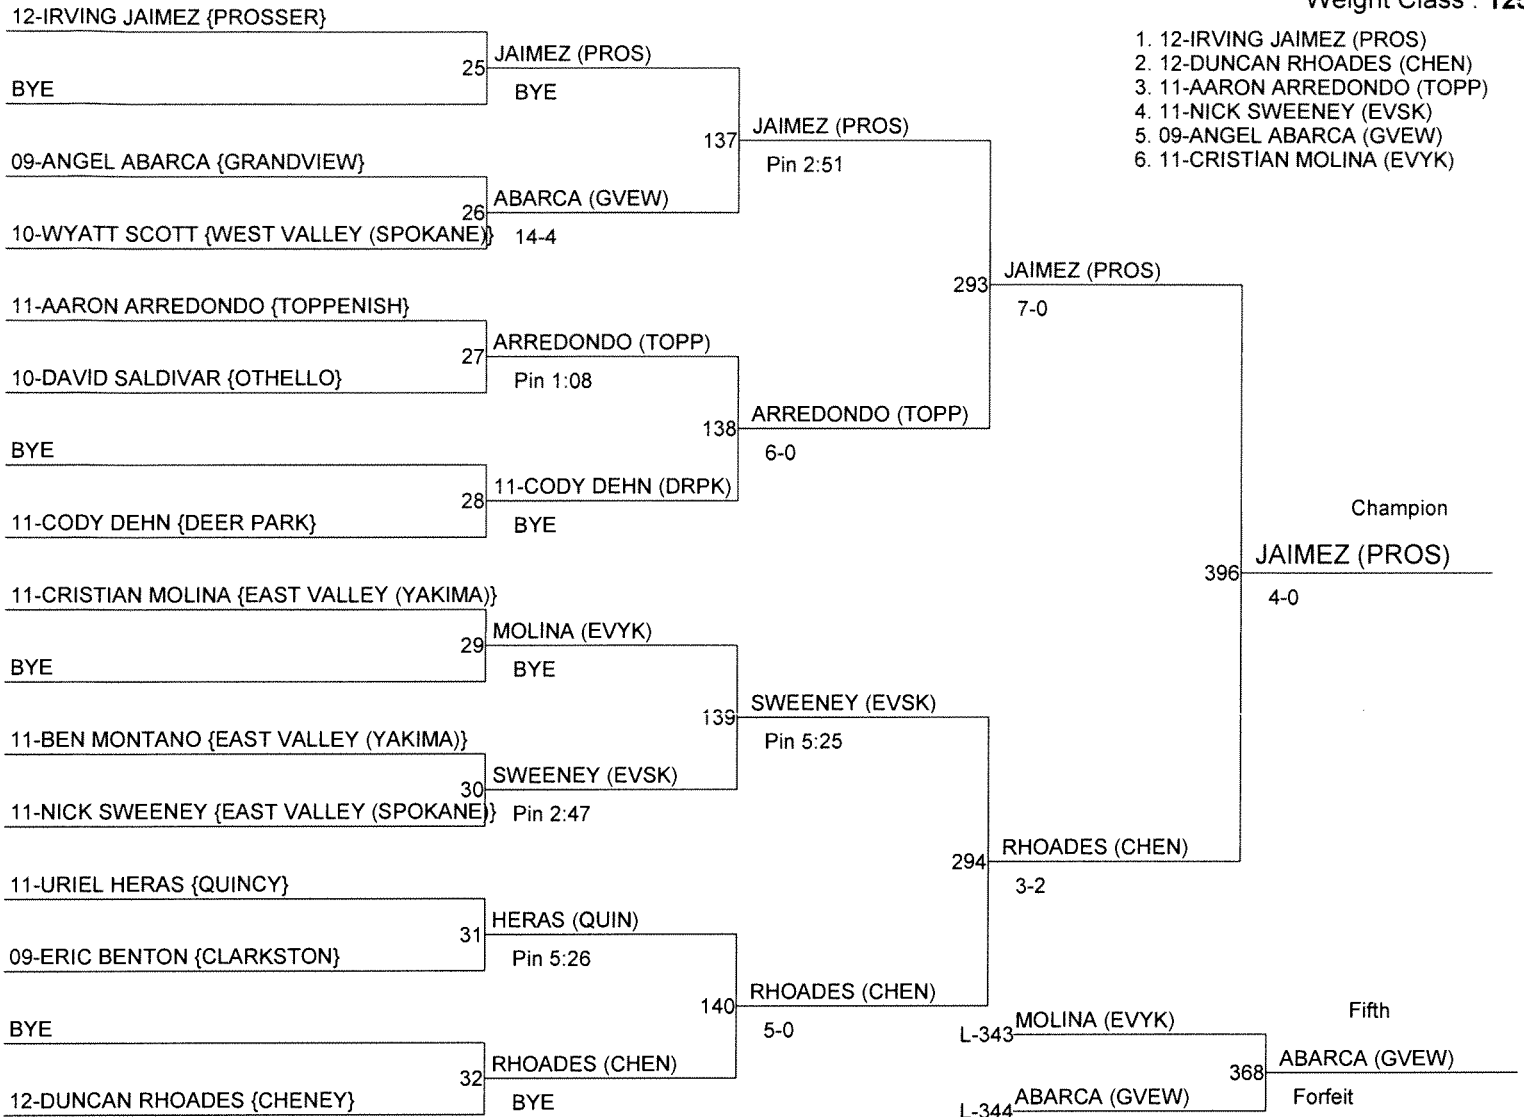 Weight Class : 125
1. 12-IRVING JAIMEZ (PROS)
2. 12-DUNCAN RHOADES (CHEN)
3. 11-AARON ARREDONDO (TOPP)
4. 11-NICK SWEENEY (EVSK)
5. 09-ANGEL ABARCA (GVEW)
6. 11-CRISTIAN MOLINA (EVYK)
12-IRVING JAIMEZ {PROSSER}
BYE
09-ANGEL ABARCA {GRANDVIEW}
10-WYATT SCOTT {WEST VALLEY (SPOKANE)}
11-AARON ARREDONDO {TOPPENISH}
10-DAVID SALDIVAR {OTHELLO}
BYE
11-CODY DEHN {DEER PARK}
11-CRISTIAN MOLINA {EAST VALLEY (YAKIMA)}
BYE
11-BEN MONTANO {EAST VALLEY (YAKIMA)}
11-NICK SWEENEY {EAST VALLEY (SPOKANE)}
11-URIEL HERAS {QUINCY}
09-ERIC BENTON {CLARKSTON}
BYE
12-DUNCAN RHOADES {CHENEY}
25 JAIMEZ (PROS)
BYE
26 ABARCA (GVEW)
14-4
27 ARREDONDO (TOPP)
Pin 1:08
28 11-CODY DEHN (DRPK)
BYE
29 MOLINA (EVYK)
BYE
30 SWEENEY (EVSK)
Pin 2:47
31 HERAS (QUIN)
Pin 5:26
32 RHOADES (CHEN)
BYE
137 JAIMEZ (PROS)
Pin 2:51
138 ARREDONDO (TOPP)
6-0
139 SWEENEY (EVSK)
Pin 5:25
140 RHOADES (CHEN)
5-0
293 JAIMEZ (PROS)
7-0
294 RHOADES (CHEN)
3-2
Champion
396 JAIMEZ (PROS)
4-0
Fifth
L-343 MOLINA (EVYK)
L-344 ABARCA (GVEW)
368 ABARCA (GVEW)
Forfeit